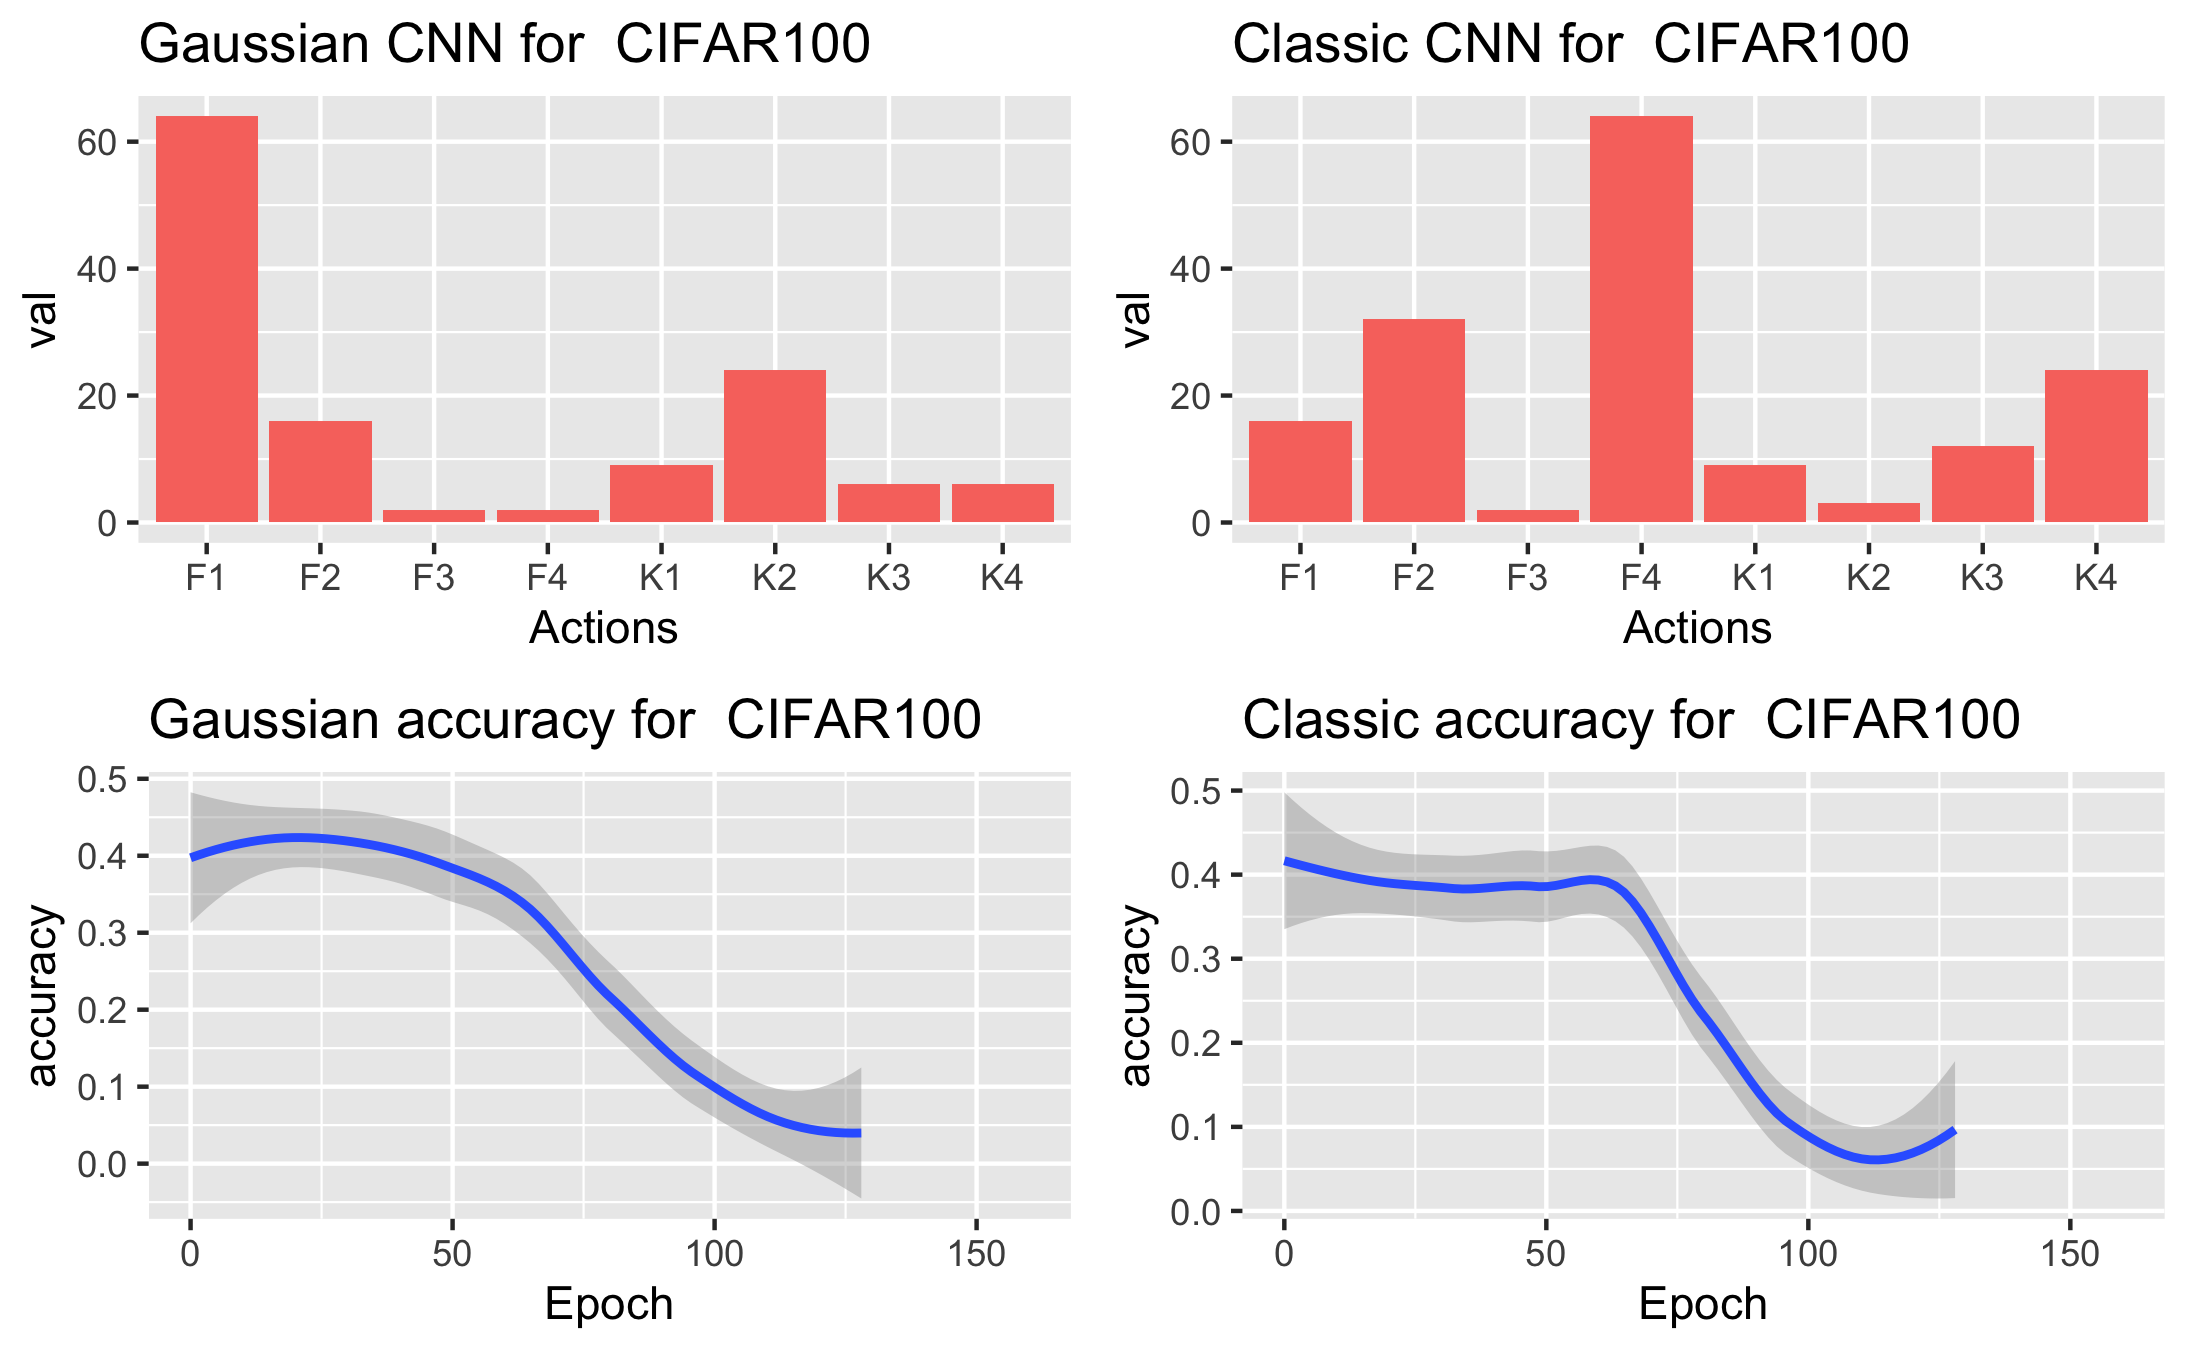 Gaussian CNN for  CIFAR100
60
40
20
0
val
F1 F2 F3 F4 K1 K2 K3 K4
Actions
Classic CNN for  CIFAR100
60
40
20
0
val
F1 F2 F3 F4 K1 K2 K3 K4
Actions
Gaussian accuracy for  CIFAR100
0.5
0.4
0.3
0.2
0.1
0.0
accuracy
0 50 100 150
Epoch
Classic accuracy for  CIFAR100
0.5
0.4
0.3
0.2
0.1
0.0
accuracy
0 50 100 150
Epoch